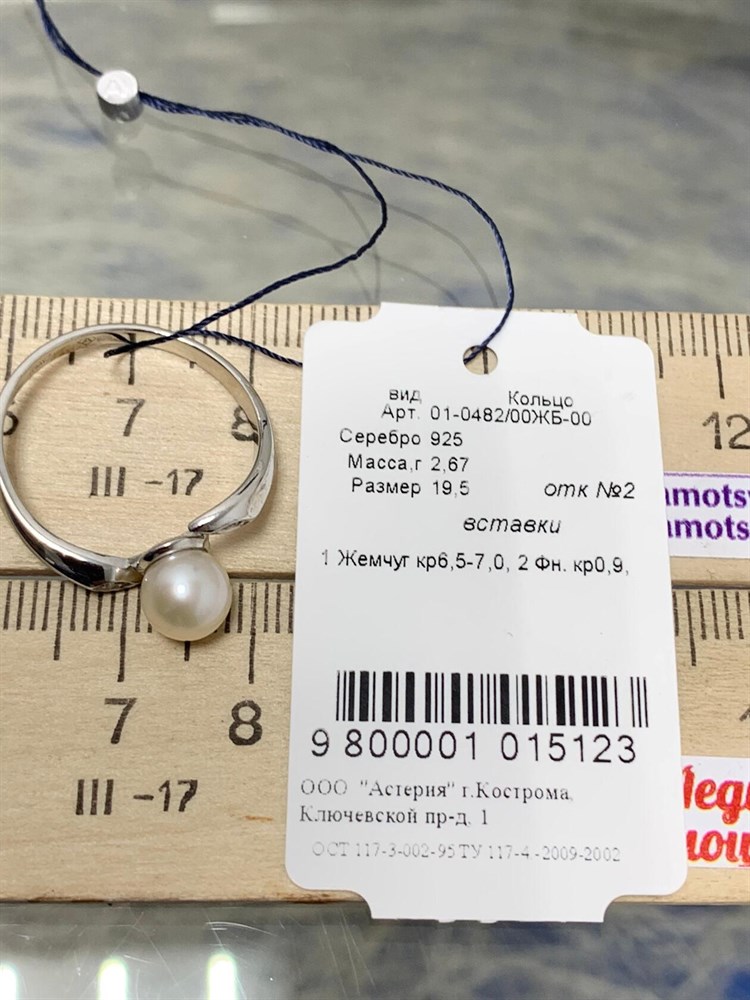 вид Кольцо
Арт. 01-0482/00ЖБ-00
Серебро 925
Масса,г 2,67
Размер 19,5 отк №2
вставки
1 Жемчуг кр6,5-7,0, 2 Фн. кр0,9,
9 800001 015123
ООО "Астерия" г.Кострома,
Ключевской пр-д, 1
ОСТ 117-3-002-95 ТУ 117-4-2009-2002
7 8 12
III -17
7 8
III -17